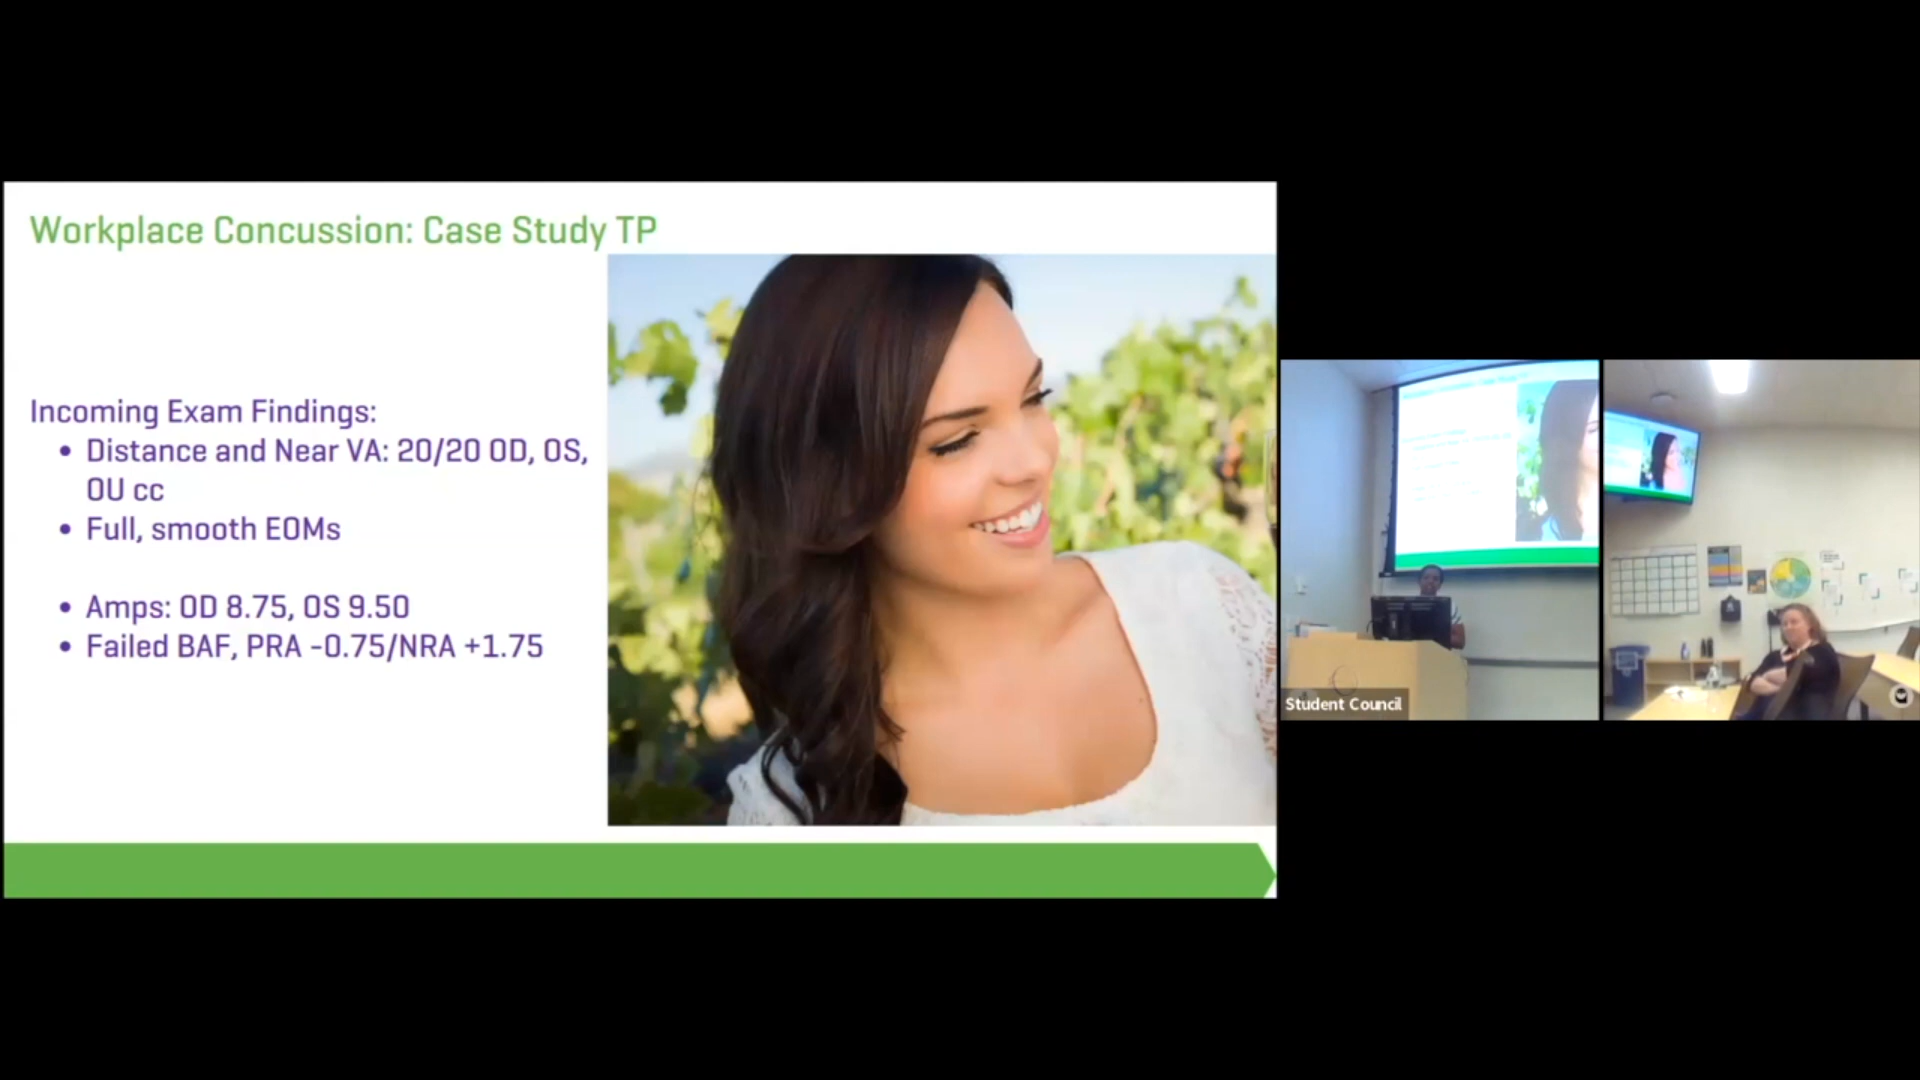 Workplace Concussion: Case Study TP
Incoming Exam Findings:
• Distance and Near VA: 20/20 OD, OS,
OU cc
• Full, smooth EOMs
• Amps: OD 8.75, OS 9.50
• Failed BAF, PRA -0.75/NRA +1.75
Student Council